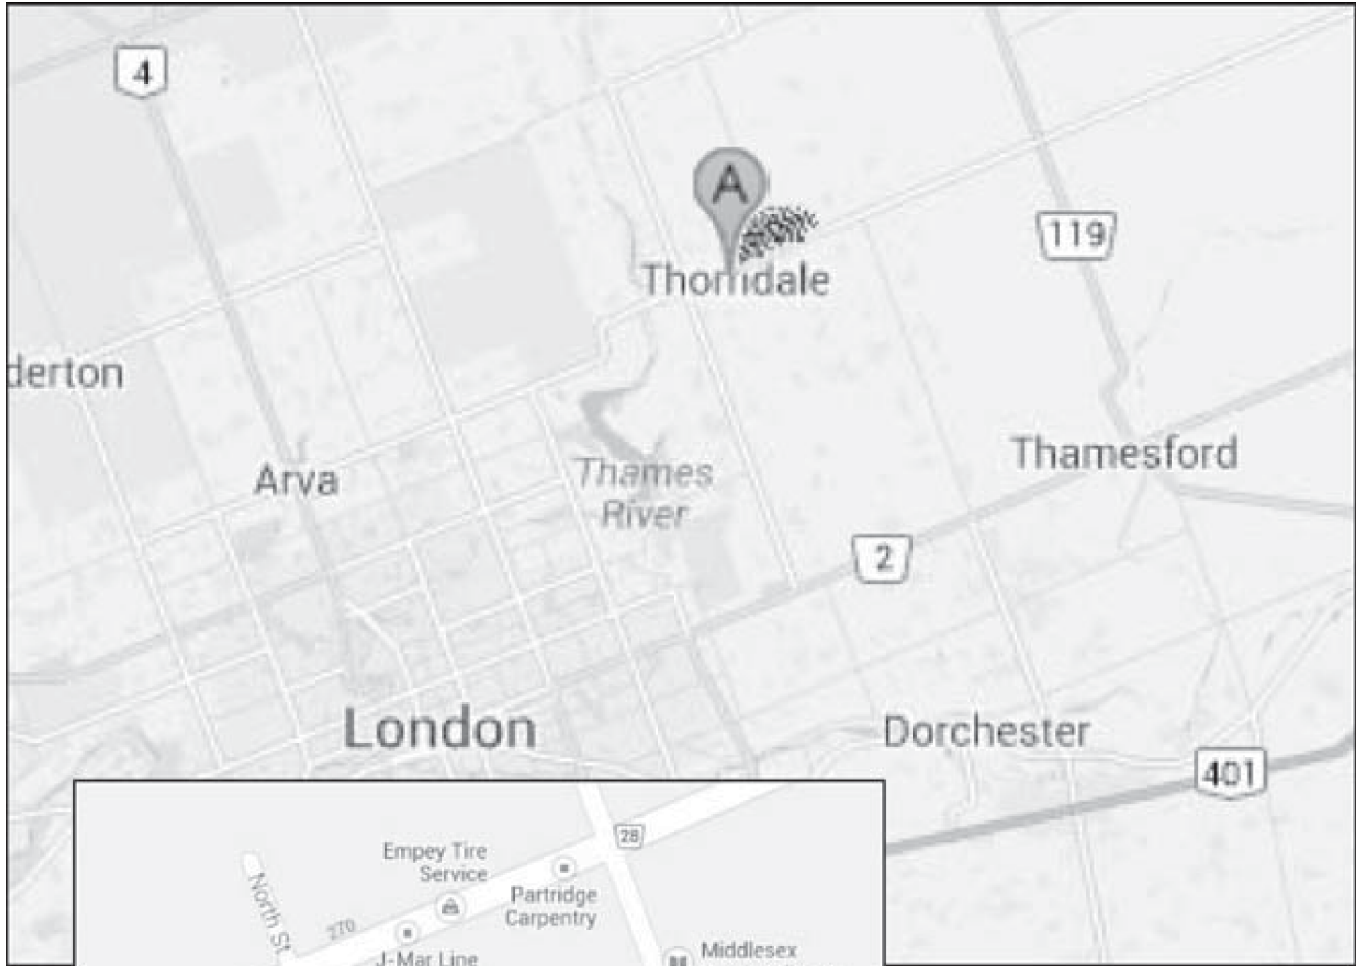 4
A
119
Thorndale
derton
Arva
Thamesford
Thames
River
2
London
Dorchester
401
28
Empey Tire
Service
Partridge
Carpentry
North St
270
J-Mar Line
Middlesex